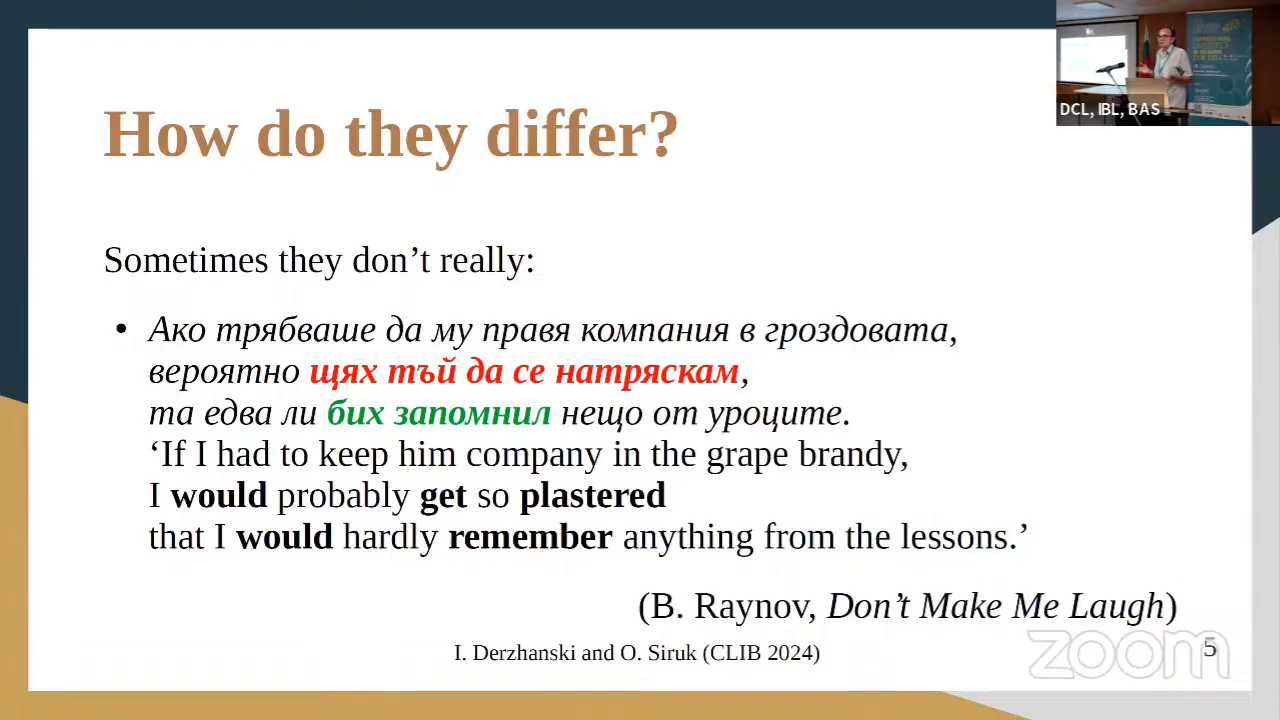 How do they differ?
Sometimes they don’t really:
• Ако трябваше да му правя компания в гроздовата,
вероятно щях тъй да се натряскам,
та едва ли бих запомнил нещо от уроците.
‘If I had to keep him company in the grape brandy,
I would probably get so plastered
that I would hardly remember anything from the lessons.’
(B. Raynov, Don’t Make Me Laugh)
I. Derzhanski and O. Siruk (CLIB 2024)
5
zoom
DCL, IBL, BAS